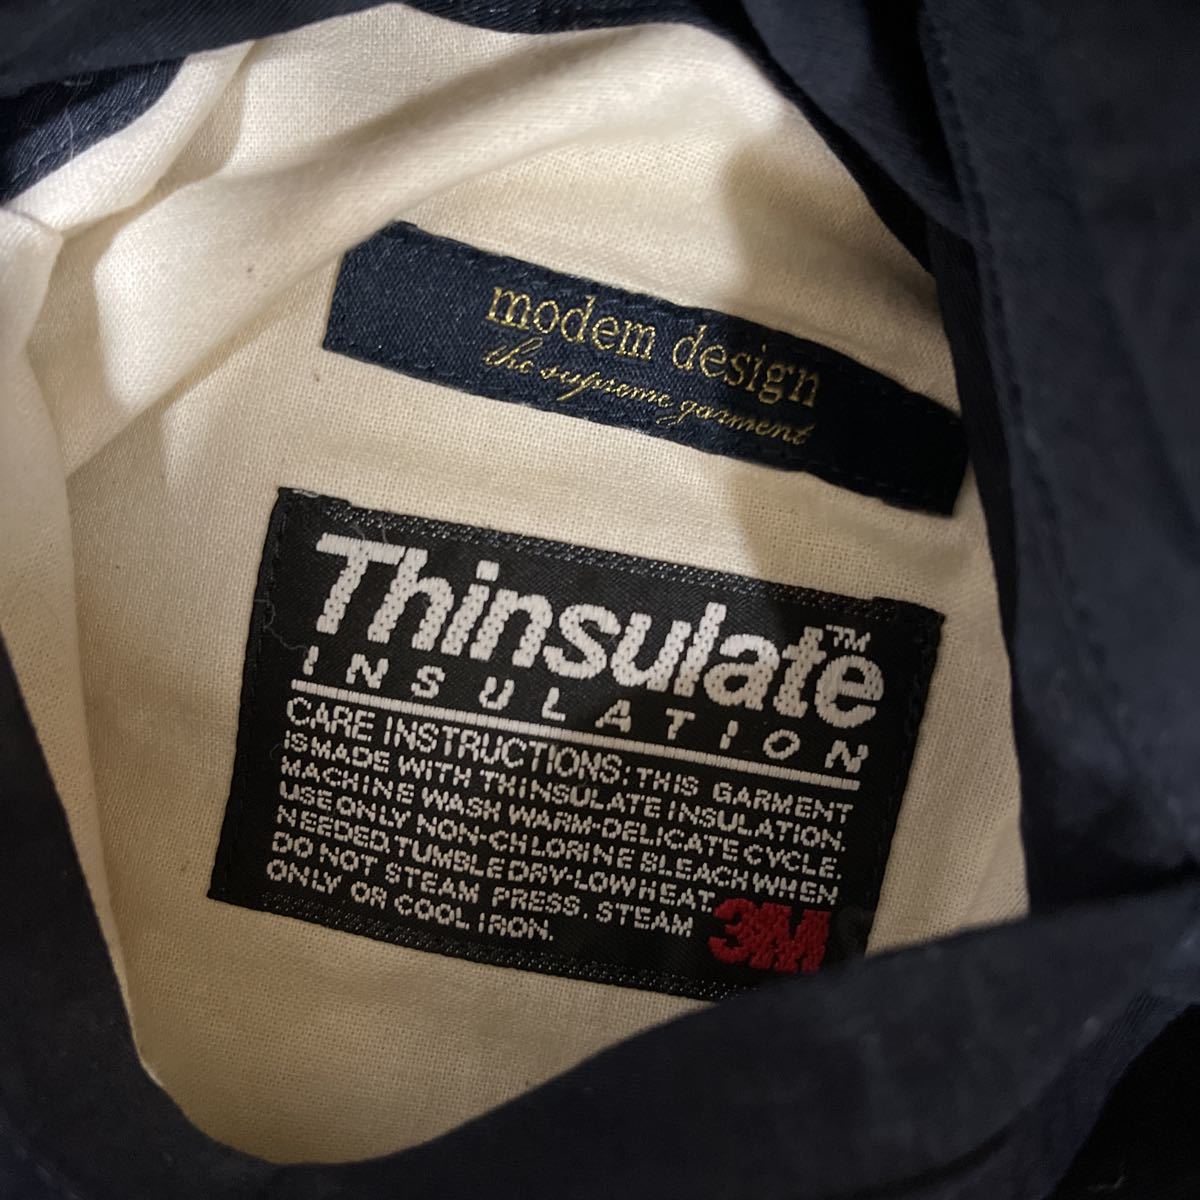 modem design
the supreme garment
Thinsulate™
INSULATION
CARE INSTRUCTIONS: THIS GARMENT
IS MADE WITH THINSULATE INSULATION
MACHINE WASH WARM-DELICATE CYCLE.
USE ONLY NON-CHLORINE BLEACH WHEN
NEEDED, TUMBLE DRY-LOW HEAT.
DO NOT STEAM PRESS. STEAM
ONLY OR COOL IRON.
3M